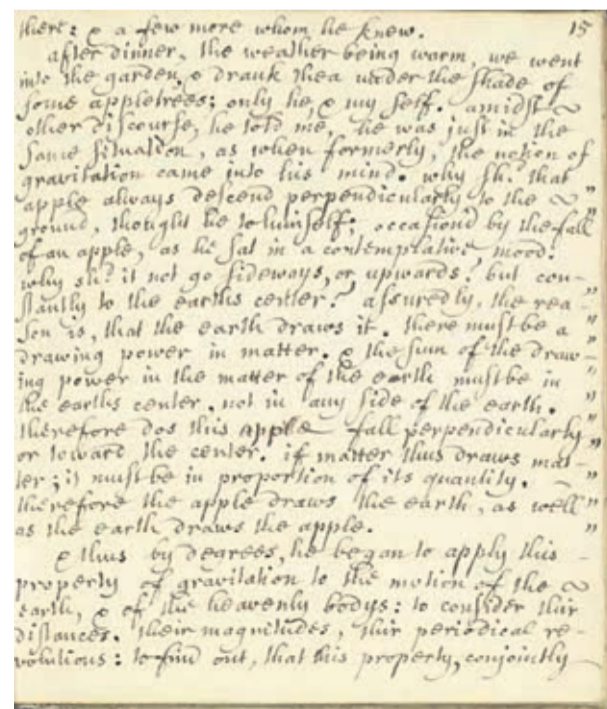 there: & a few more whom he knew. 15
after dinner, the weather being warm, we went
into the garden, & drank thea under the shade of
some appletrees; only he, & my self. amidst ~
other discourse, he told me, he was just in the
same situation, as when formerly, the notion of
gravitation came into his mind. why sh.ᵈ that "
apple always descend perpendicularly to the ~ "
ground, thought he to himself; occasion'd by the fall
of an apple, as he sat in a contemplative mood: "
why sh.ᵈ it not go sideways, or upwards? but con-
stantly to the earths center? assuredly, the rea- "
son is, that the earth draws it. there must be a "
drawing power in matter. & the sum of the draw- "
ing power in the matter of the earth must be in "
the earths center, not in any side of the earth. "
therefore dos this apple fall perpendicularly "
or toward the center. if matter thus draws mat- "
ter; it must be in proportion of its quantity. "
therefore the apple draws the earth, as well "
as the earth draws the apple. "
& thus by degrees, he began to apply this -
property of gravitation to the motion of the ~
earth, & of the heavenly bodys: to consider thir
distances, their magnitudes, thir periodical re-
volutions: to find out, that this property, conjointly